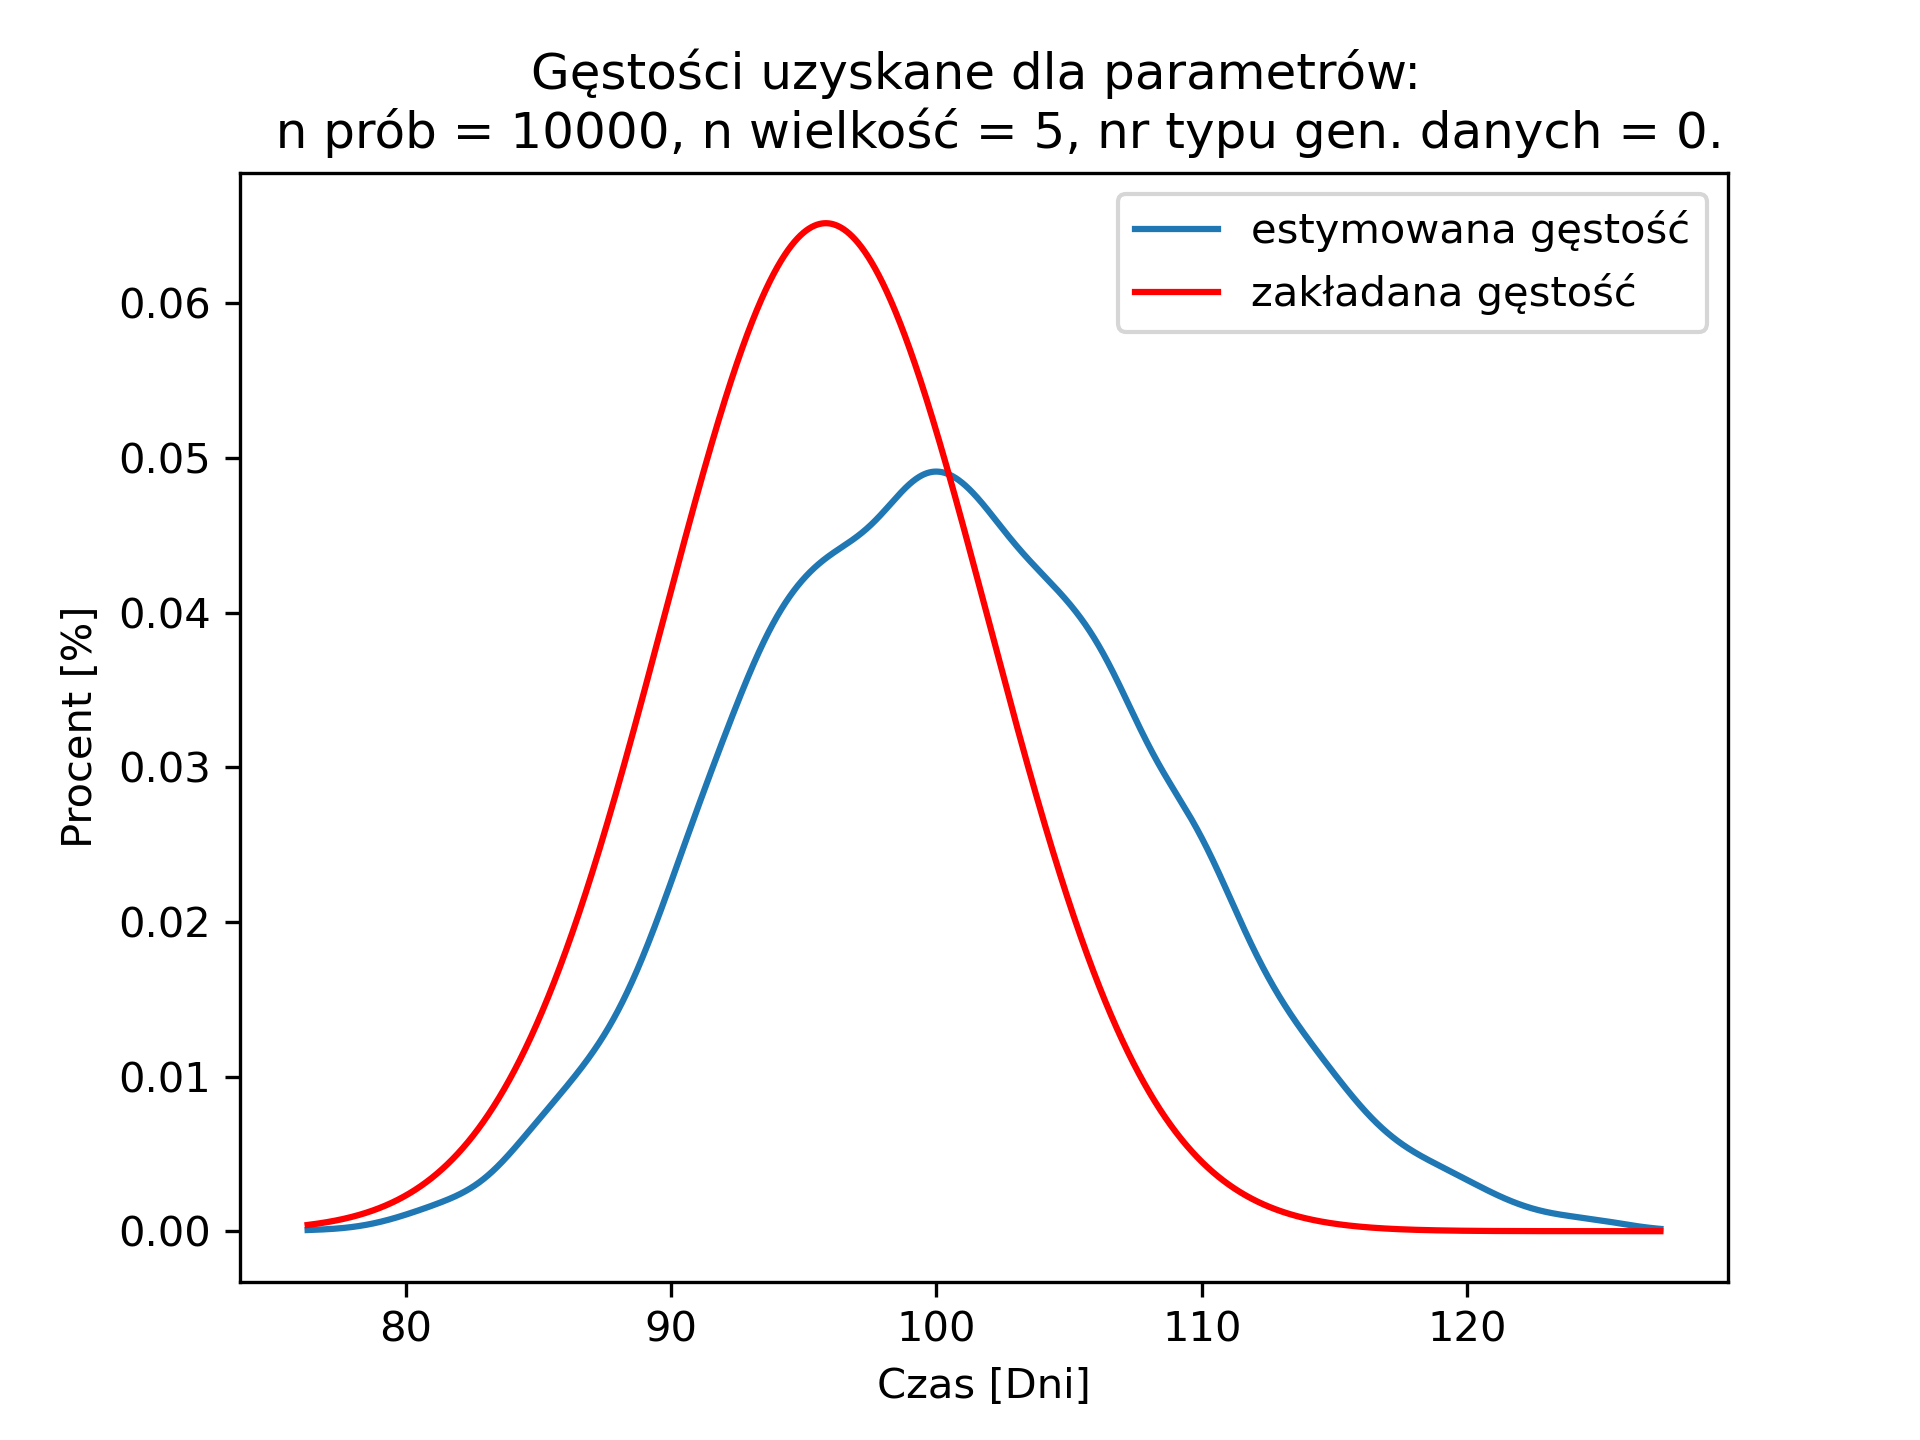 Gęstości uzyskane dla parametrów:
n prób = 10000, n wielkość = 5, nr typu gen. danych = 0.
estymowana gęstość
zakładana gęstość
0.06
0.05
0.04
0.03
0.02
0.01
0.00
Procent [%]
80 90 100 110 120
Czas [Dni]